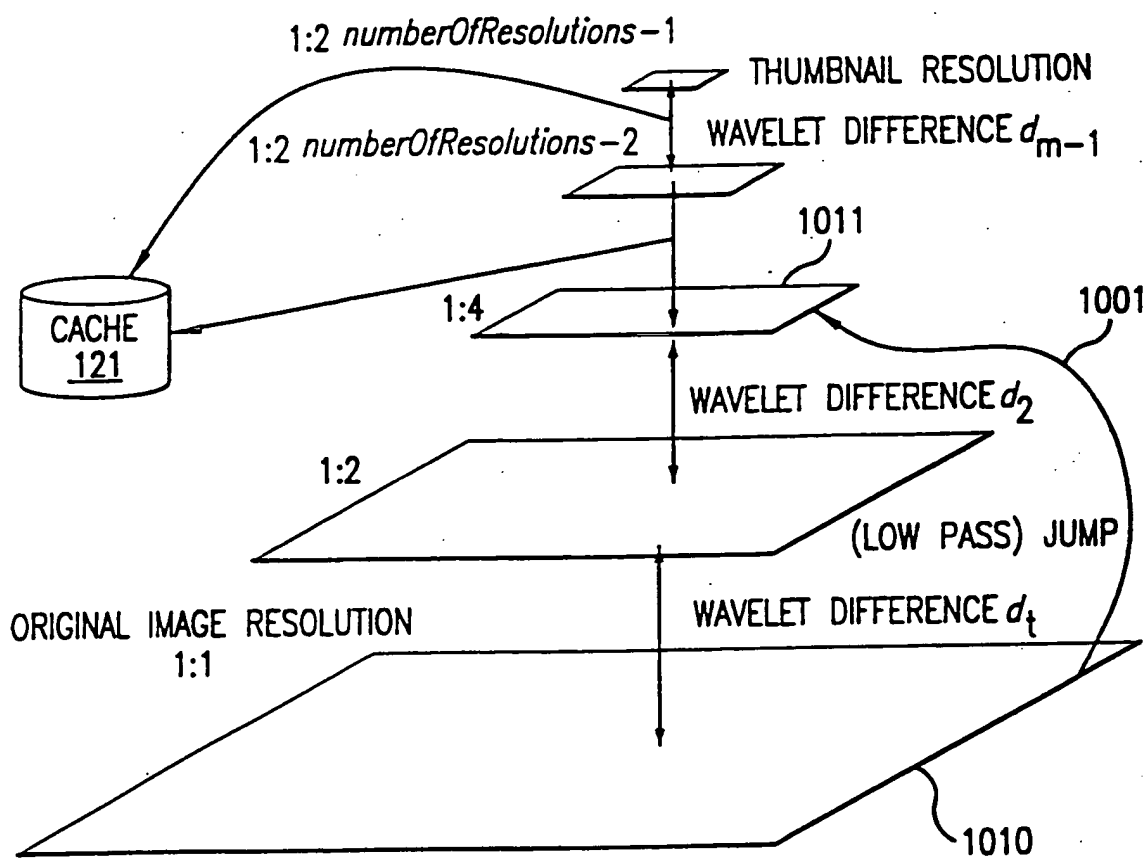 1:2 numberOfResolutions-1
THUMBNAIL RESOLUTION
1:2 numberOfResolutions-2
WAVELET DIFFERENCE dm-1
1011
1:4
1001
CACHE
121
WAVELET DIFFERENCE d2
1:2
(LOW PASS) JUMP
WAVELET DIFFERENCE dt
ORIGINAL IMAGE RESOLUTION
1:1
1010